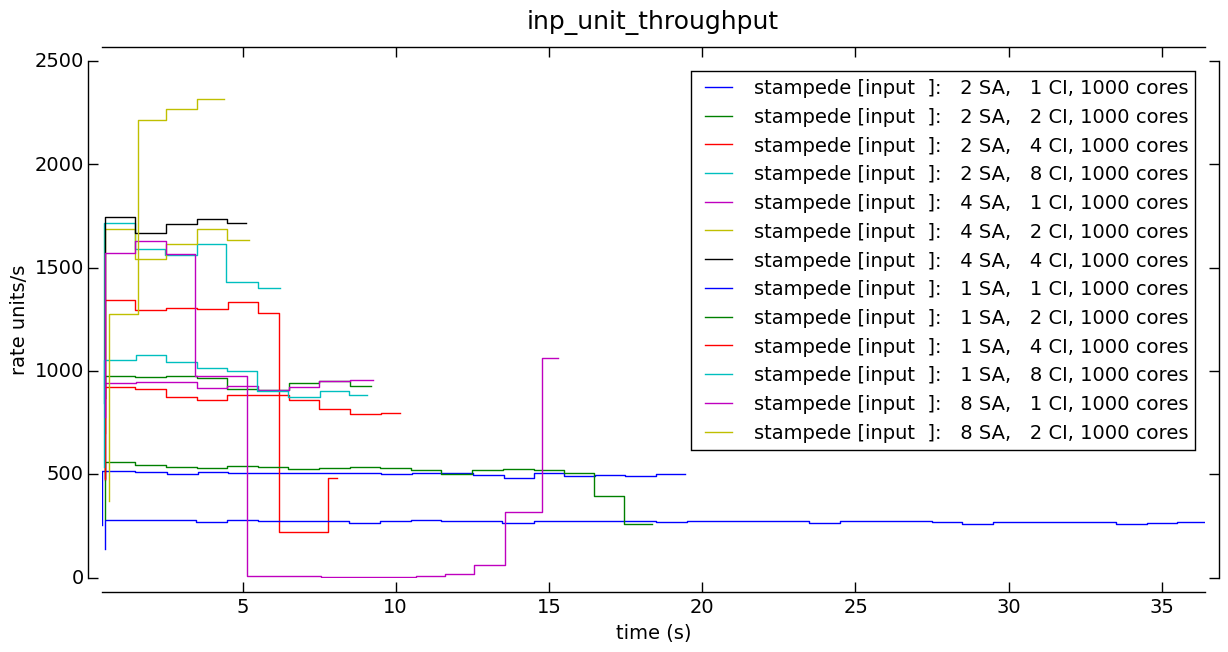 inp_unit_throughput
2500
2000
1500
1000
500
0
rate units/s
stampede [input  ]:   2 SA,   1 CI, 1000 cores
stampede [input  ]:   2 SA,   2 CI, 1000 cores
stampede [input  ]:   2 SA,   4 CI, 1000 cores
stampede [input  ]:   2 SA,   8 CI, 1000 cores
stampede [input  ]:   4 SA,   1 CI, 1000 cores
stampede [input  ]:   4 SA,   2 CI, 1000 cores
stampede [input  ]:   4 SA,   4 CI, 1000 cores
stampede [input  ]:   1 SA,   1 CI, 1000 cores
stampede [input  ]:   1 SA,   2 CI, 1000 cores
stampede [input  ]:   1 SA,   4 CI, 1000 cores
stampede [input  ]:   1 SA,   8 CI, 1000 cores
stampede [input  ]:   8 SA,   1 CI, 1000 cores
stampede [input  ]:   8 SA,   2 CI, 1000 cores
5 10 15 20 25 30 35
time (s)